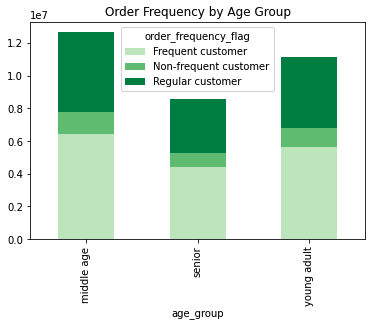 Order Frequency by Age Group
1e7
order_frequency_flag
Frequent customer
Non-frequent customer
Regular customer
1.2
1.0
0.8
0.6
0.4
0.2
0.0
middle age
senior
young adult
age_group